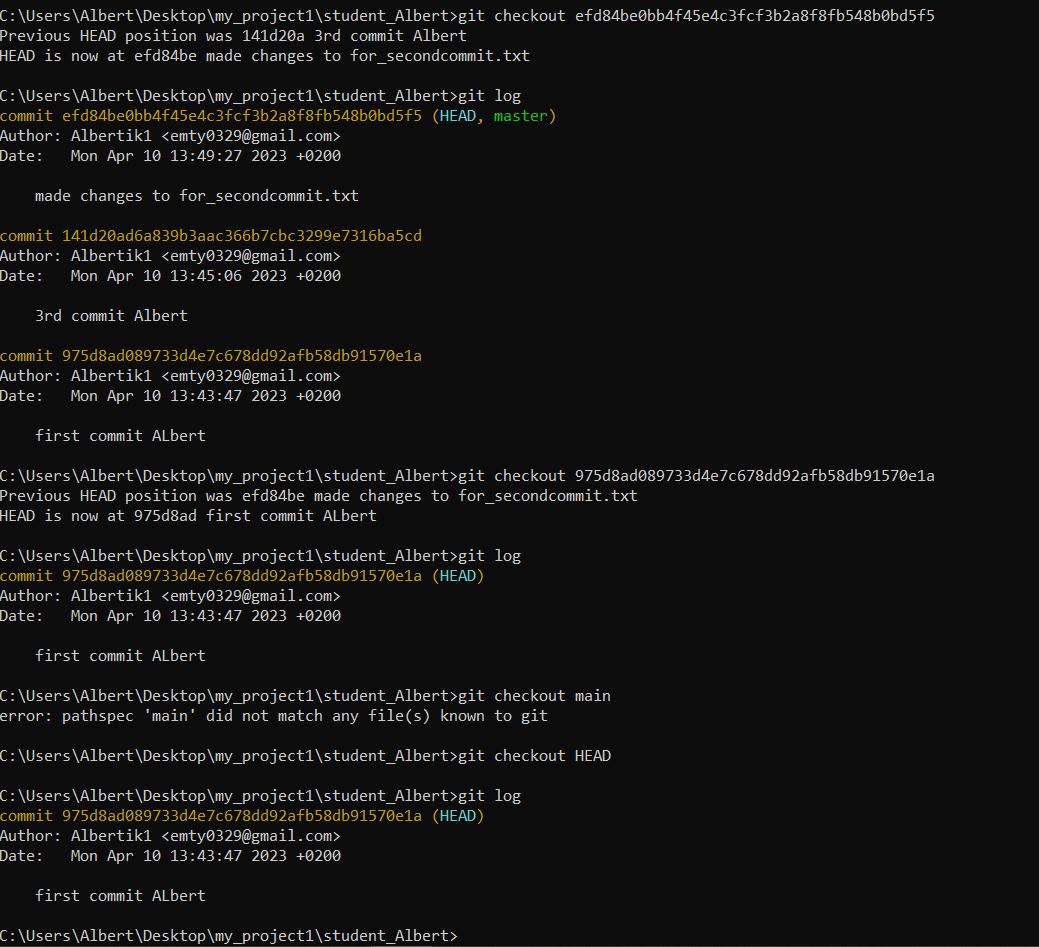 C:\Users\Albert\Desktop\my_project1\student_Albert>git checkout efd84be0bb4f45e4c3fcf3b2a8f8fb548b0bd5f5
Previous HEAD position was 141d20a 3rd commit Albert
HEAD is now at efd84be made changes to for_secondcommit.txt
C:\Users\Albert\Desktop\my_project1\student_Albert>git log
commit efd84be0bb4f45e4c3fcf3b2a8f8fb548b0bd5f5 (HEAD, master)
Author: Albertik1 <emty0329@gmail.com>
Date:   Mon Apr 10 13:49:27 2023 +0200
made changes to for_secondcommit.txt
commit 141d20ad6a839b3aac366b7cbc3299e7316ba5cd
Author: Albertik1 <emty0329@gmail.com>
Date:   Mon Apr 10 13:45:06 2023 +0200
3rd commit Albert
commit 975d8ad089733d4e7c678dd92afb58db91570e1a
Author: Albertik1 <emty0329@gmail.com>
Date:   Mon Apr 10 13:43:47 2023 +0200
first commit ALbert
C:\Users\Albert\Desktop\my_project1\student_Albert>git checkout 975d8ad089733d4e7c678dd92afb58db91570e1a
Previous HEAD position was efd84be made changes to for_secondcommit.txt
HEAD is now at 975d8ad first commit ALbert
C:\Users\Albert\Desktop\my_project1\student_Albert>git log
commit 975d8ad089733d4e7c678dd92afb58db91570e1a (HEAD)
Author: Albertik1 <emty0329@gmail.com>
Date:   Mon Apr 10 13:43:47 2023 +0200
first commit ALbert
C:\Users\Albert\Desktop\my_project1\student_Albert>git checkout main
error: pathspec 'main' did not match any file(s) known to git
C:\Users\Albert\Desktop\my_project1\student_Albert>git checkout HEAD
C:\Users\Albert\Desktop\my_project1\student_Albert>git log
commit 975d8ad089733d4e7c678dd92afb58db91570e1a (HEAD)
Author: Albertik1 <emty0329@gmail.com>
Date:   Mon Apr 10 13:43:47 2023 +0200
first commit ALbert
C:\Users\Albert\Desktop\my_project1\student_Albert>